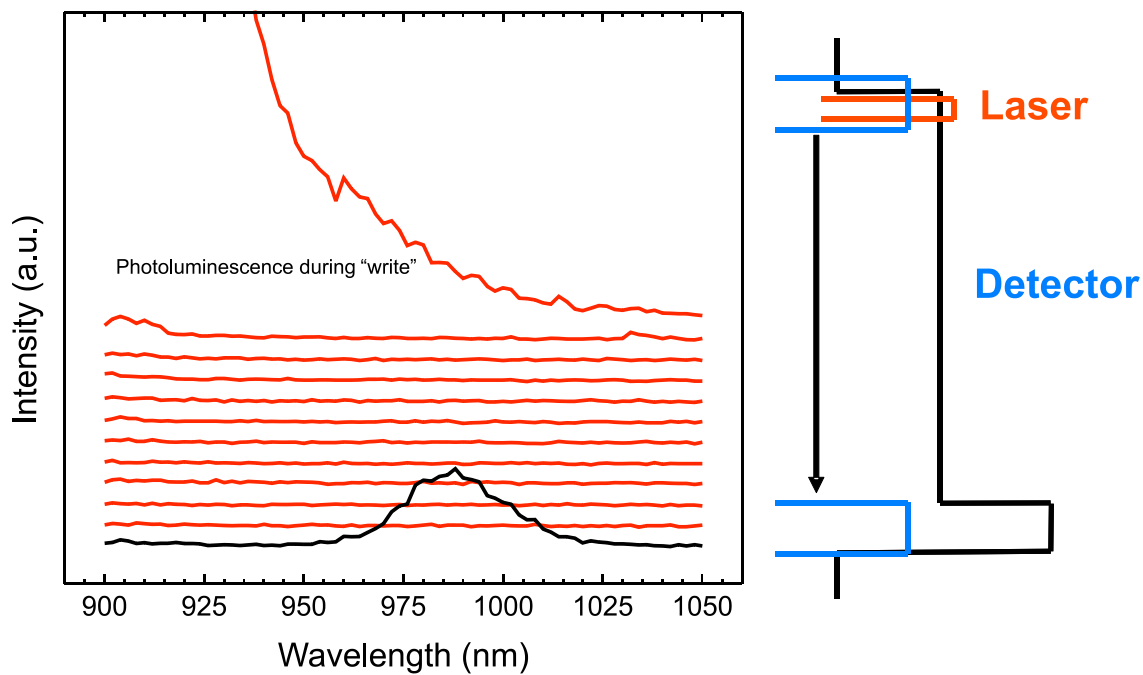 Intensity (a.u.)
Photoluminescence during “write”
900 925 950 975 1000 1025 1050
Wavelength (nm)
Laser
Detector